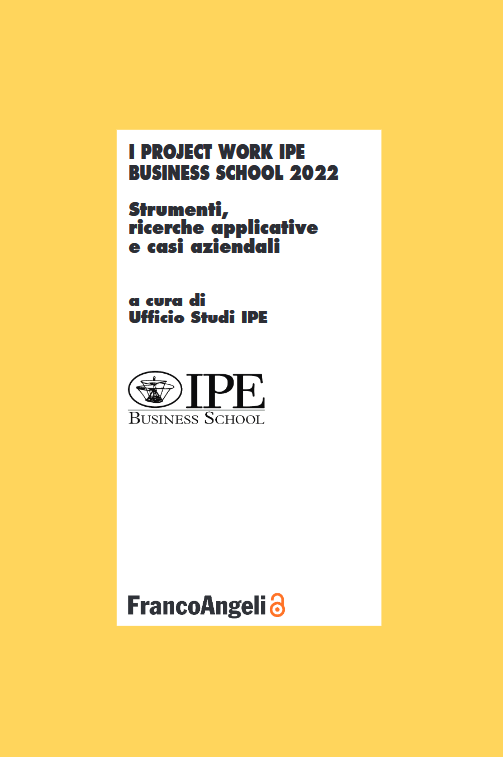 I PROJECT WORK IPE
BUSINESS SCHOOL 2022
Strumenti,
ricerche applicative
e casi aziendali
a cura di
Ufficio Studi IPE
IPE
BUSINESS SCHOOL
FrancoAngeli